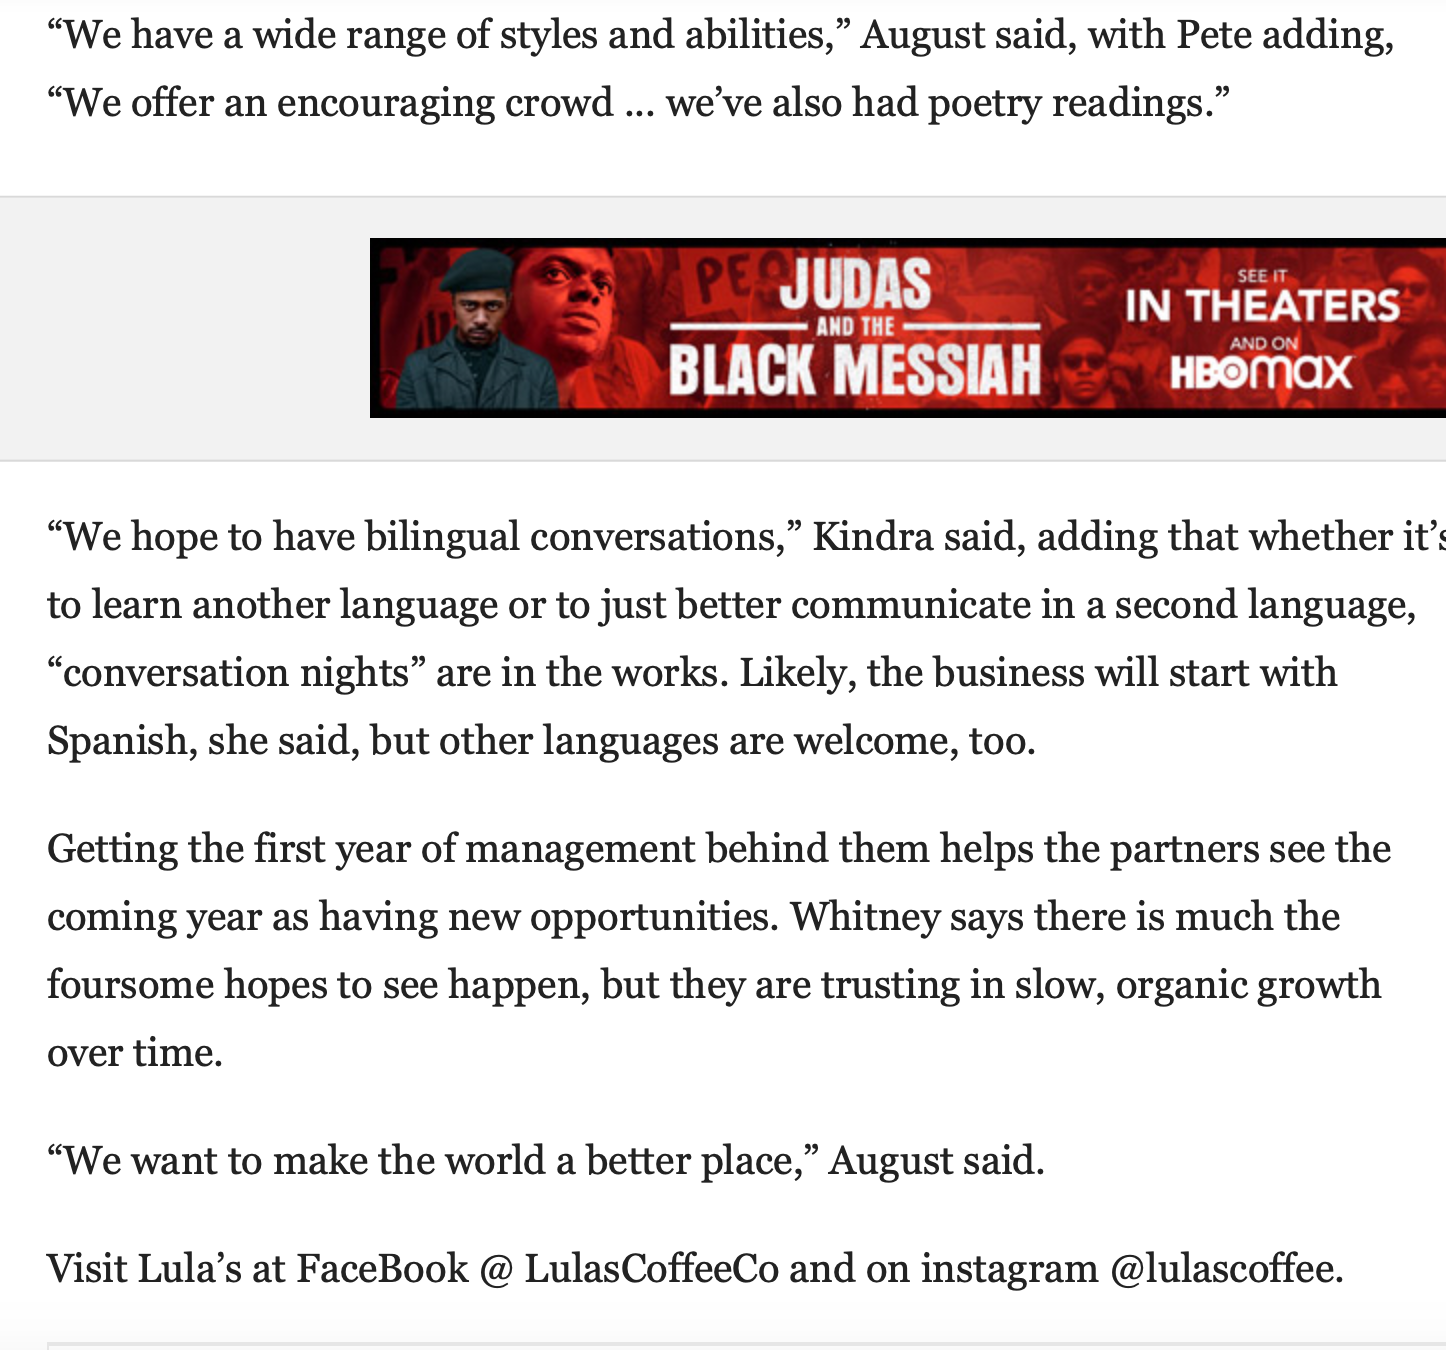 “We have a wide range of styles and abilities,” August said, with Pete adding,
“We offer an encouraging crowd ... we’ve also had poetry readings.”
JUDAS
AND THE
BLACK MESSIAH
SEE IT
IN THEATERS
AND ON
HBOmax
“We hope to have bilingual conversations,” Kindra said, adding that whether it’s
to learn another language or to just better communicate in a second language,
“conversation nights” are in the works. Likely, the business will start with
Spanish, she said, but other languages are welcome, too.
Getting the first year of management behind them helps the partners see the
coming year as having new opportunities. Whitney says there is much the
foursome hopes to see happen, but they are trusting in slow, organic growth
over time.
“We want to make the world a better place,” August said.
Visit Lula’s at FaceBook @ LulasCoffeeCo and on instagram @lulascoffee.